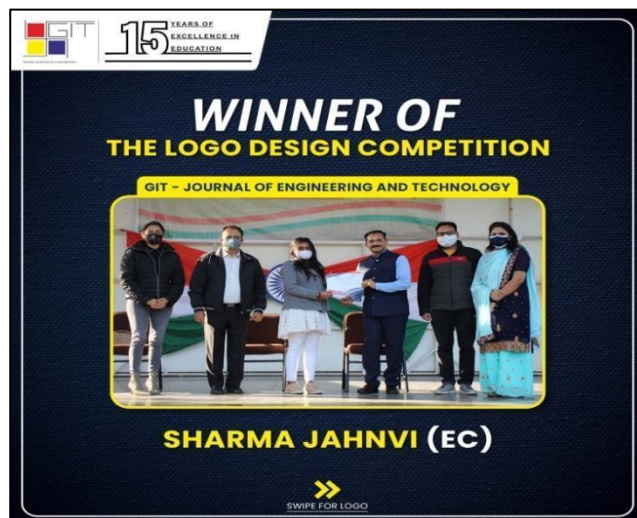 GIT
15 YEARS OF
EXCELLENCE IN
EDUCATION
WINNER OF
THE LOGO DESIGN COMPETITION
GIT - JOURNAL OF ENGINEERING AND TECHNOLOGY
SHARMA JAHNVI (EC)
SWIPE FOR LOGO